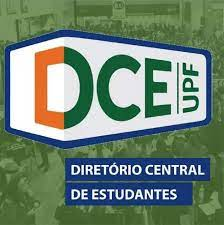 DCE
UPF
DIRETÓRIO CENTRAL
DE ESTUDANTES